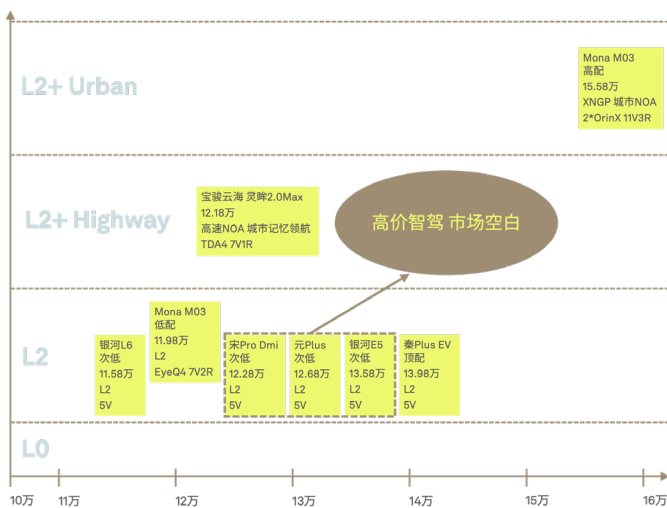 L2+ Urban
Mona M03
高配
15.58万
XNGP 城市NOA
2*OrinX 11V3R
L2+ Highway
宝骏云海 灵眸2.0Max
12.18万
高速NOA 城市记忆领航
TDA4 7V1R
高价智驾 市场空白
L2
银河L6
次低
11.58万
L2
5V
Mona M03
低配
11.98万
L2
EyeQ4 7V2R
宋Pro Dmi
次低
12.28万
L2
5V
元Plus
次低
12.68万
L2
5V
银河E5
次低
13.58万
L2
5V
秦Plus EV
顶配
13.98万
L2
5V
L0
10万
11万
12万
13万
14万
15万
16万